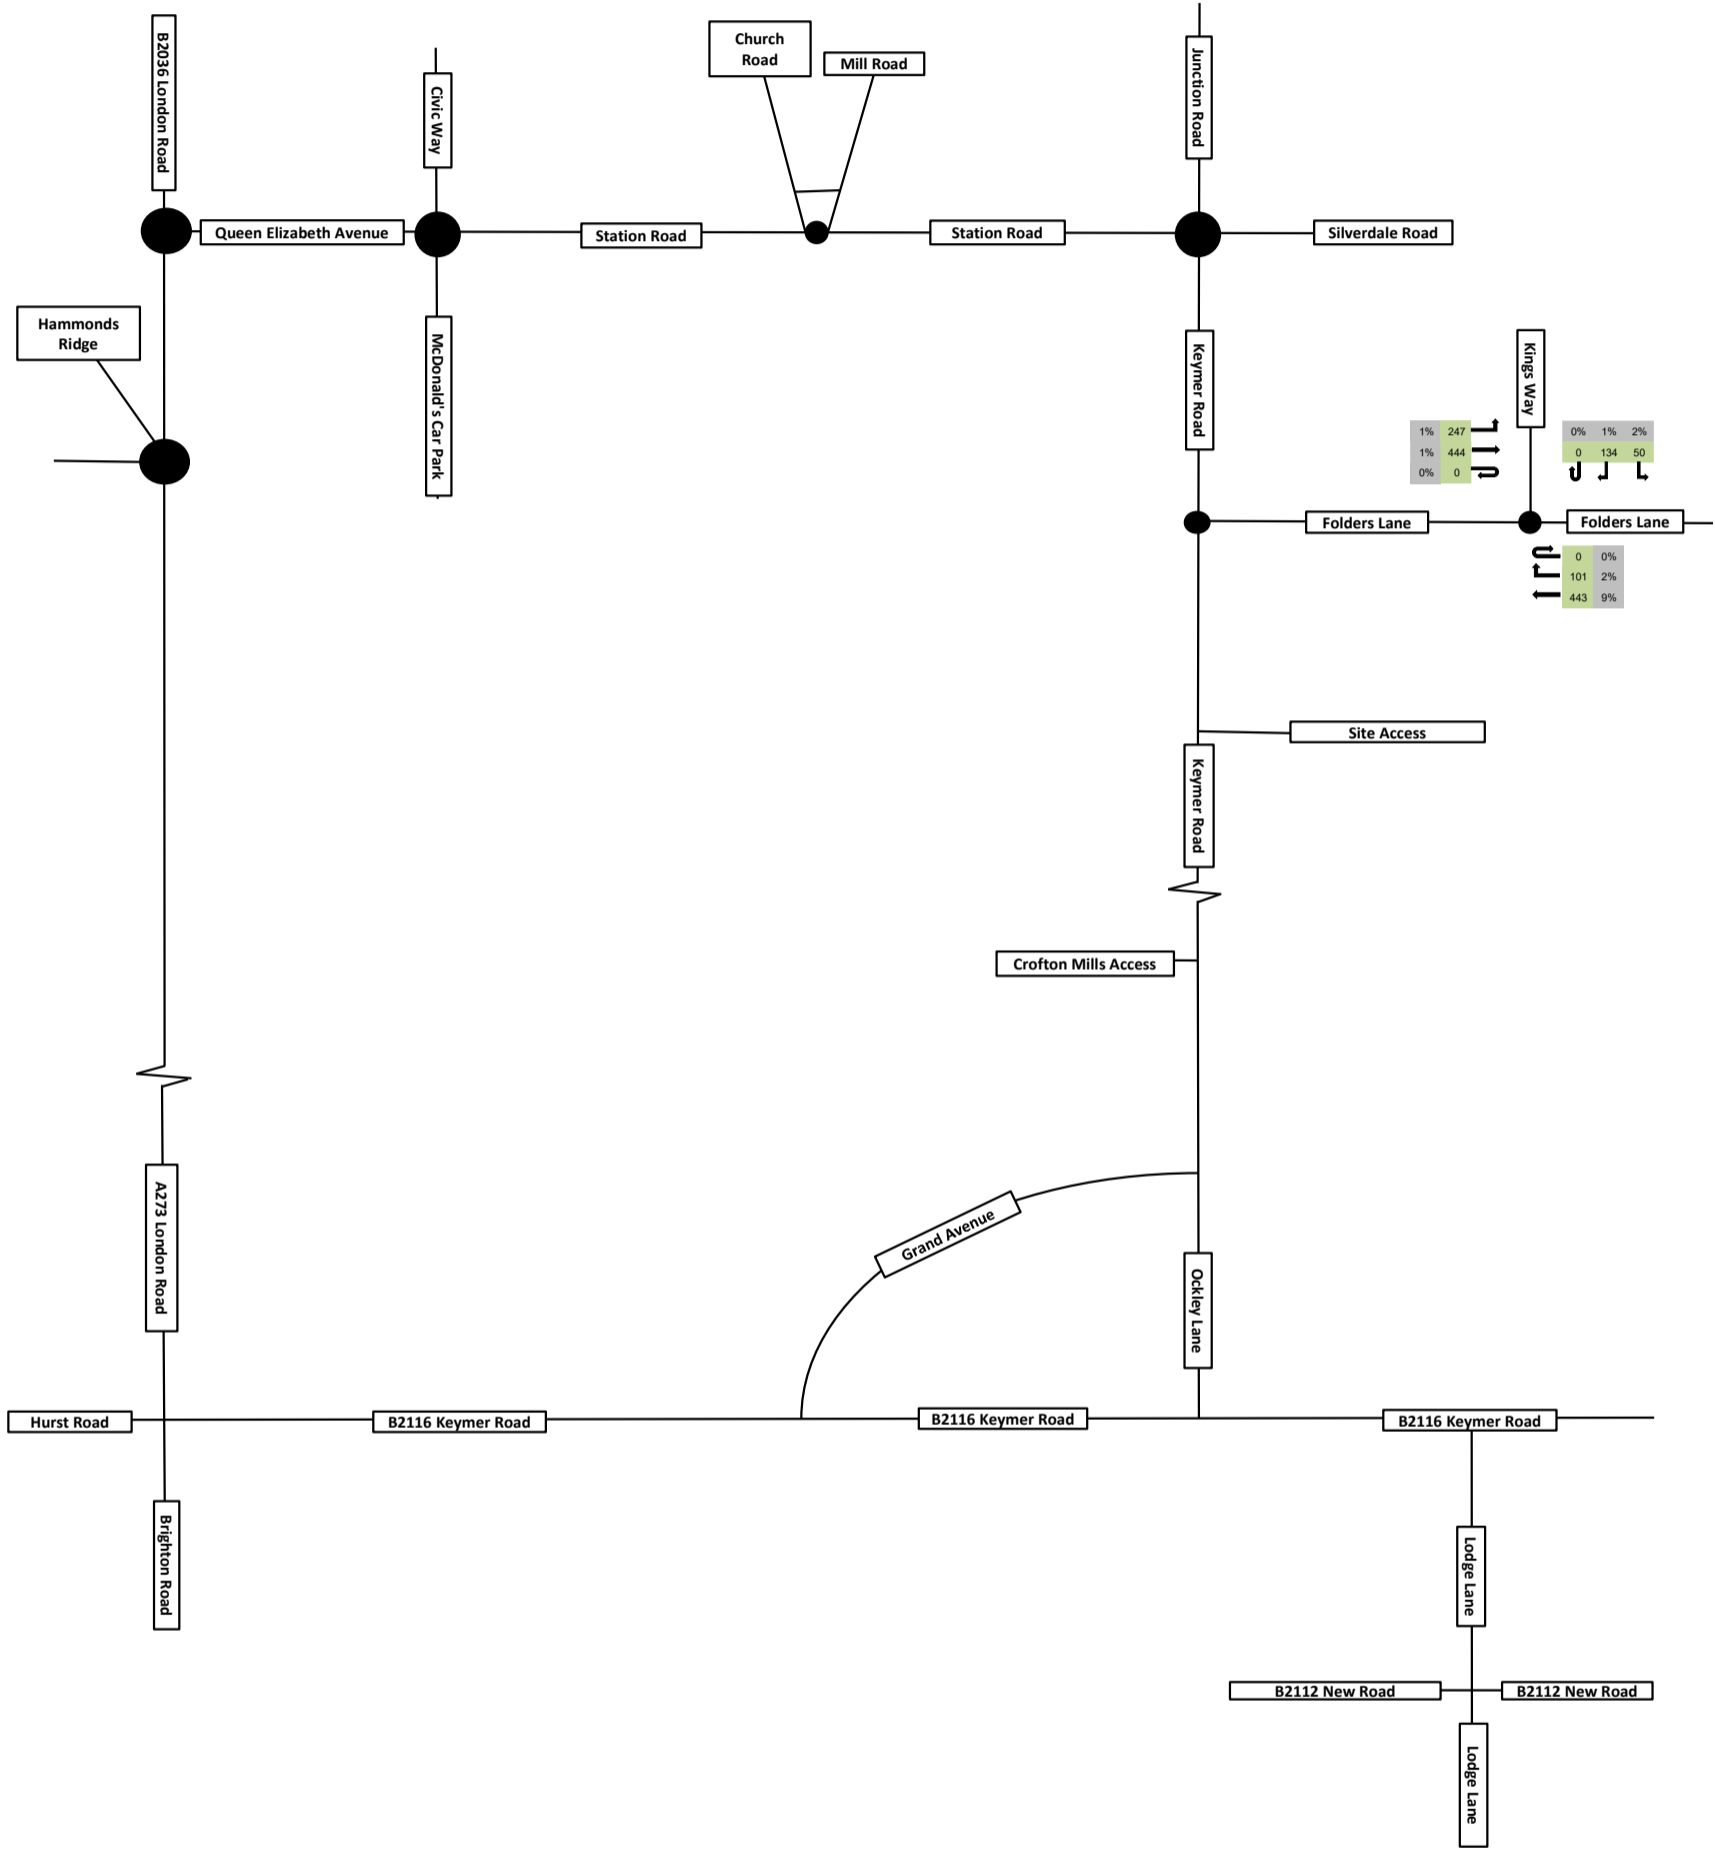 B2036 London Road
Civic Way
Church
Road
Mill Road
Junction Road
Queen Elizabeth Avenue
Station Road
Station Road
Silverdale Road
Hammonds
Ridge
McDonald's Car Park
Keymer Road
Kings Way
1% 247
1% 444
0% 0
0% 1% 2%
0 134 50
Folders Lane
Folders Lane
0 0%
101 2%
443 9%
Site Access
Keymer Road
Crofton Mills Access
A273 London Road
Grand Avenue
Ockley Lane
Hurst Road
B2116 Keymer Road
B2116 Keymer Road
B2116 Keymer Road
Brighton Road
Lodge Lane
B2112 New Road
B2112 New Road
Lodge Lane